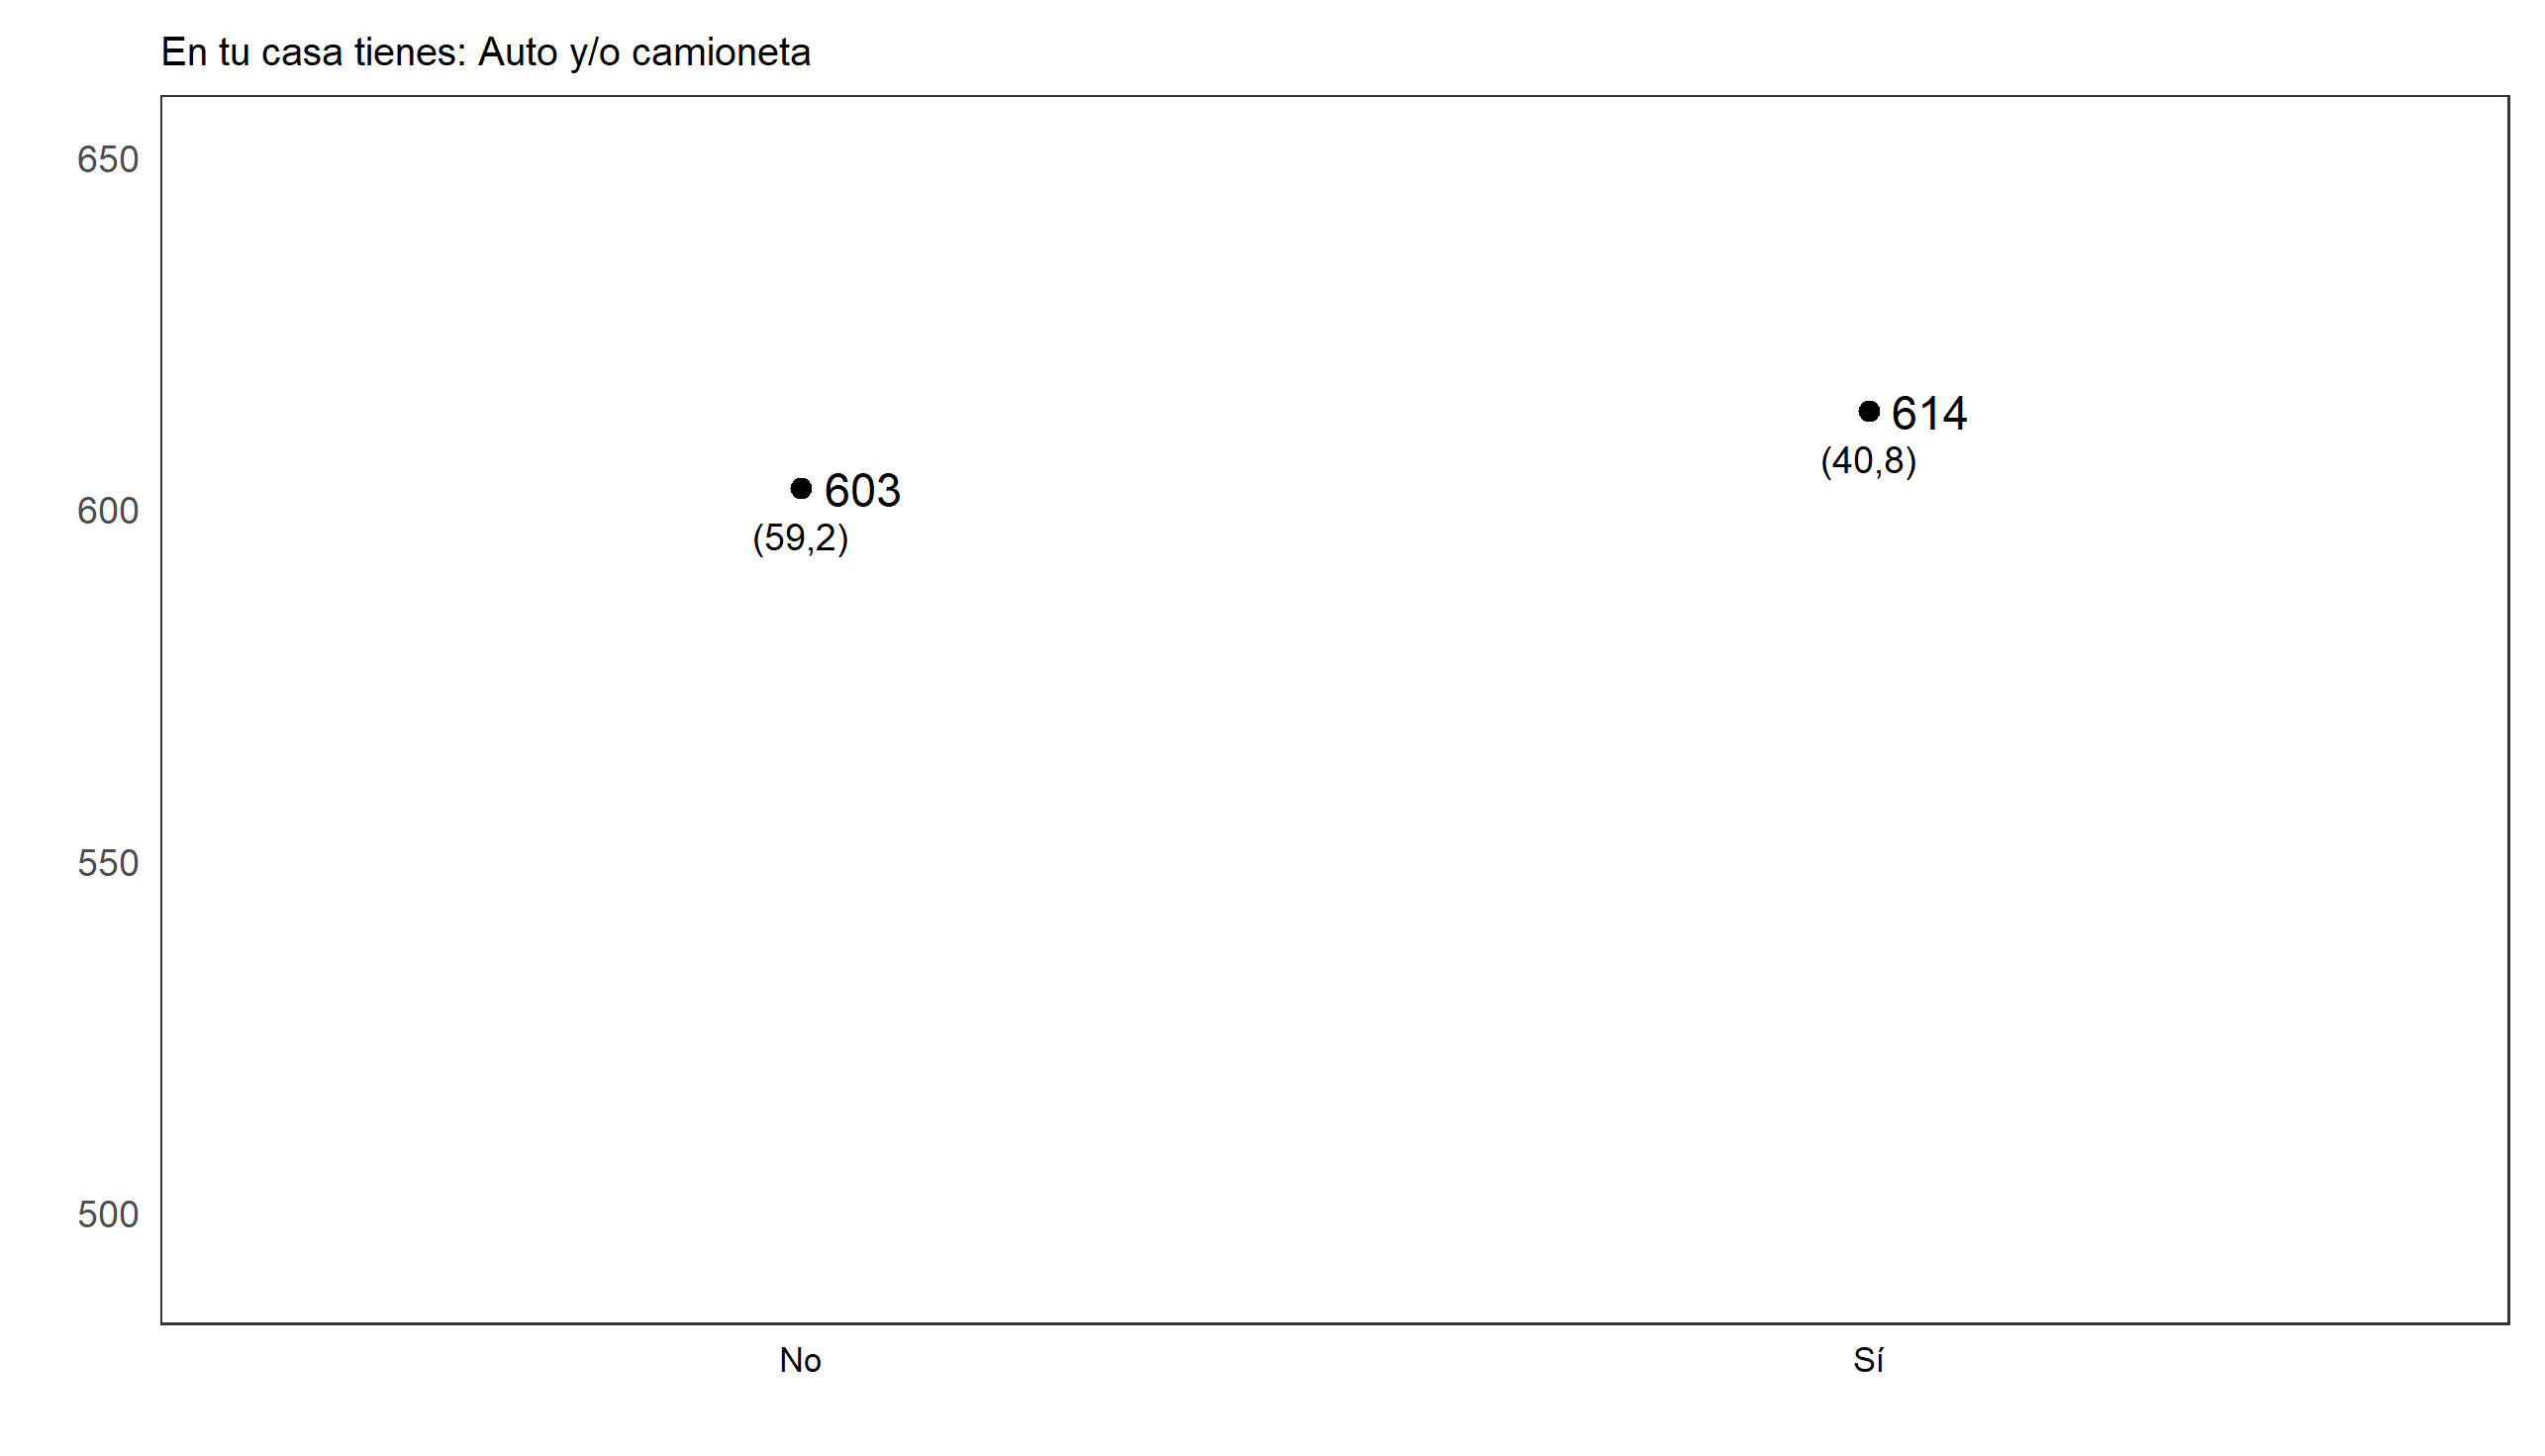 En tu casa tienes: Auto y/o camioneta
650
614
(40,8)
603
600
(59,2)
550
500
No
Sí